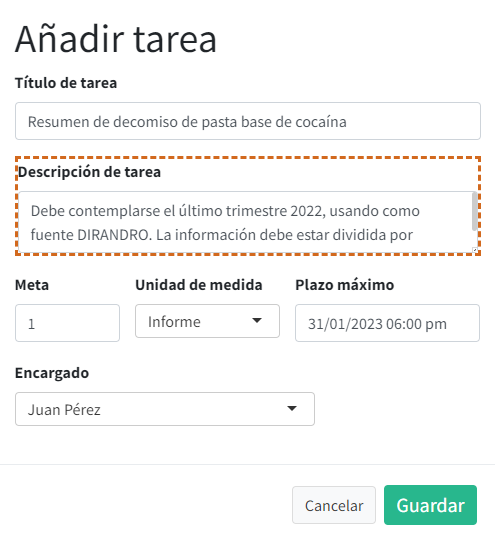 Añadir tarea
Título de tarea
Resumen de decomiso de pasta base de cocaína
Descripción de tarea
Debe contemplarse el último trimestre 2022, usando como
fuente DIRANDRO. La información debe estar dividida por
Meta
Unidad de medida
Plazo máximo
1
Informe
31/01/2023 06:00 pm
Encargado
Juan Pérez
Cancelar
Guardar